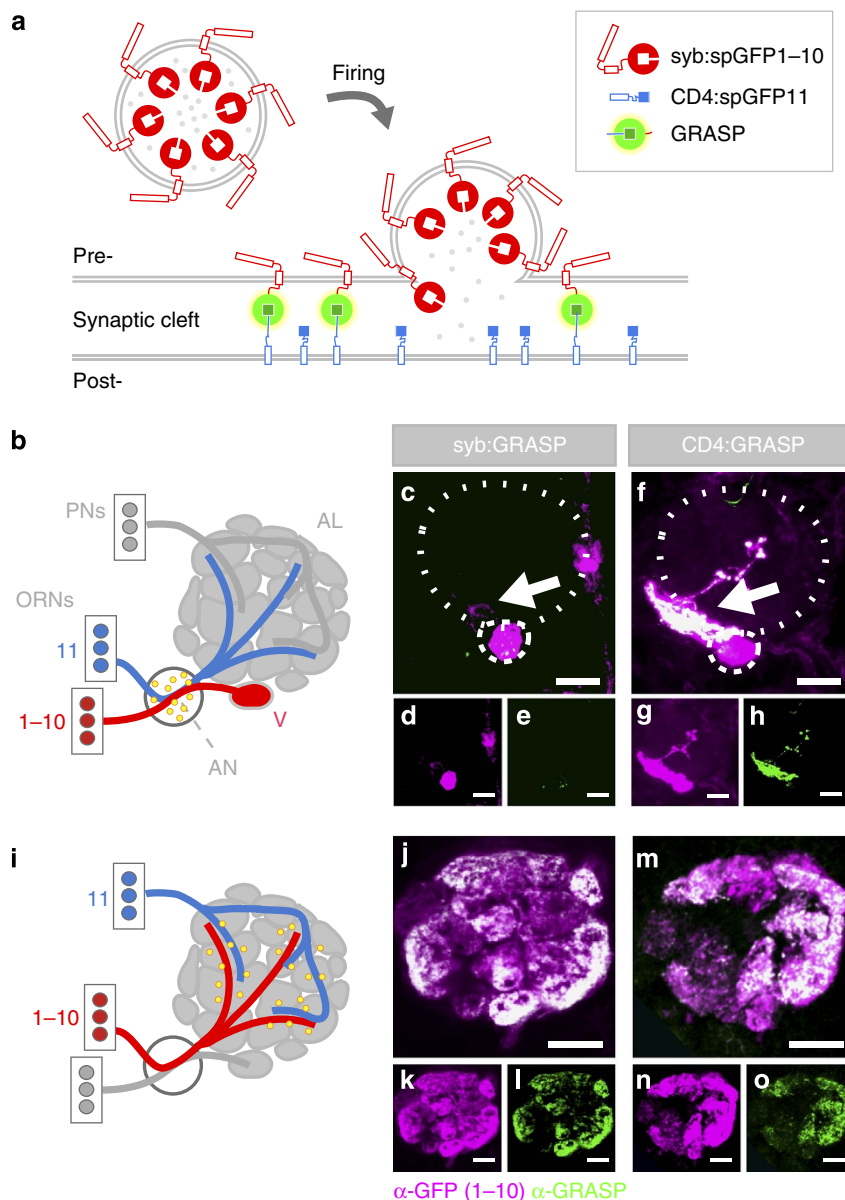 a
Firing
syb:spGFP1–10
CD4:spGFP11
GRASP
Pre-
Synaptic cleft
Post-
b
syb:GRASP
CD4:GRASP
PNs
AL
ORNs
11
1–10
V
AN
c
f
d
e
g
h
i
11
1–10
j
m
k
l
n
o
α-GFP (1–10) α-GRASP